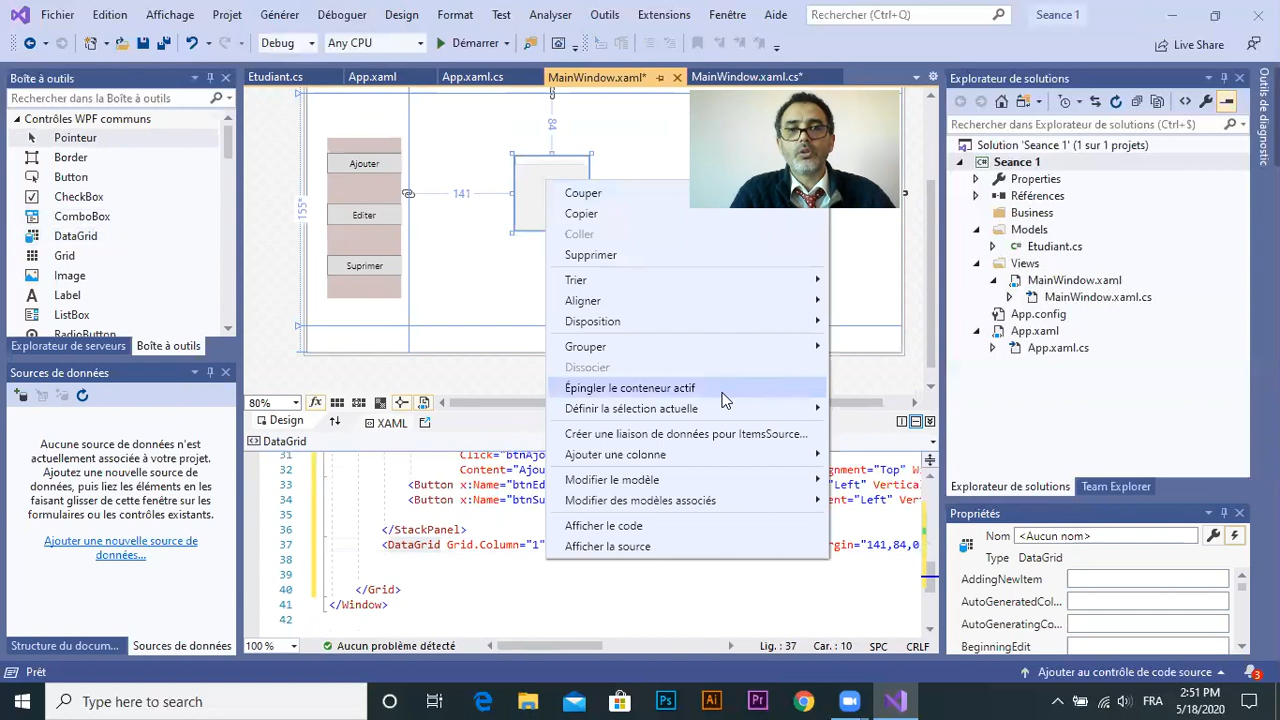 Fichier Edition Affichage Projet Générer Déboguer Design Format Test Analyser Outils Extensions Fenêtre Aide Rechercher (Ctrl+Q) Seance 1
Debug Any CPU Démarrer Live Share
Boîte à outils
Rechercher dans la Boîte à outils
Contrôles WPF communs
Pointeur
Border
Button
CheckBox
ComboBox
DataGrid
Grid
Image
Label
ListBox
RadioButton
Explorateur de serveurs Boîte à outils
Sources de données
Aucune source de données n'est
actuellement associée à votre projet.
Ajoutez une nouvelle source de
données, puis liez les éléments en
les faisant glisser de cette fenêtre sur
formulaires ou les contrôles existants.
Ajouter une nouvelle source de
données...
Structure du docum... Sources de données
Etudiant.cs App.xaml App.xaml.cs MainWindow.xaml* MainWindow.xaml.cs*
84
155*
Ajouter
141
Editer
Suprimer
Couper
Copier
Coller
Supprimer
Trier
Aligner
Disposition
Grouper
Dissocier
Épingler le conteneur actif
Définir la sélection actuelle
Créer une liaison de données pour ItemsSource...
Ajouter une colonne
Modifier le modèle
Modifier des modèles associés
Afficher le code
Afficher la source
80%
Design XAML
DataGrid
31 Click="btnAjo
32 Content="Ajou ignment="Top" Wi
33 <Button x:Name="btnEd "Left" Vertical
34 <Button x:Name="btnSu ent="Left" Vert
35
36 </StackPanel>
37 <DataGrid Grid.Column="1" rgin="141,84,0
38
39
40 </Grid>
41 </Window>
42
100 % Aucun problème détecté Lig. : 37 Car. : 10 SPC CRLF
Explorateur de solutions
Rechercher dans Explorateur de solutions (Ctrl+$)
Solution 'Seance 1' (1 sur 1 projets)
Seance 1
Properties
Références
Business
Models
Etudiant.cs
Views
MainWindow.xaml
MainWindow.xaml.cs
App.config
App.xaml
App.xaml.cs
Explorateur de solutions Team Explorer
Propriétés
Nom <Aucun nom>
Type DataGrid
AddingNewItem
AutoGeneratedCol...
AutoGeneratingCo...
BeginningEdit
Outils de diagnostic
Prêt Ajouter au contrôle de code source 3
Type here to search Ps Ai Pr FRA 2:51 PM
5/18/2020